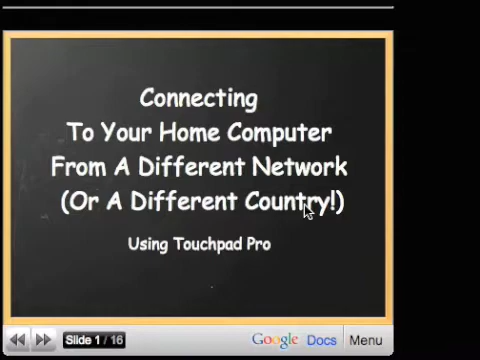 Connecting
To Your Home Computer
From A Different Network
(Or A Different Country!)
Using Touchpad Pro
Slide 1 / 16 Google Docs Menu